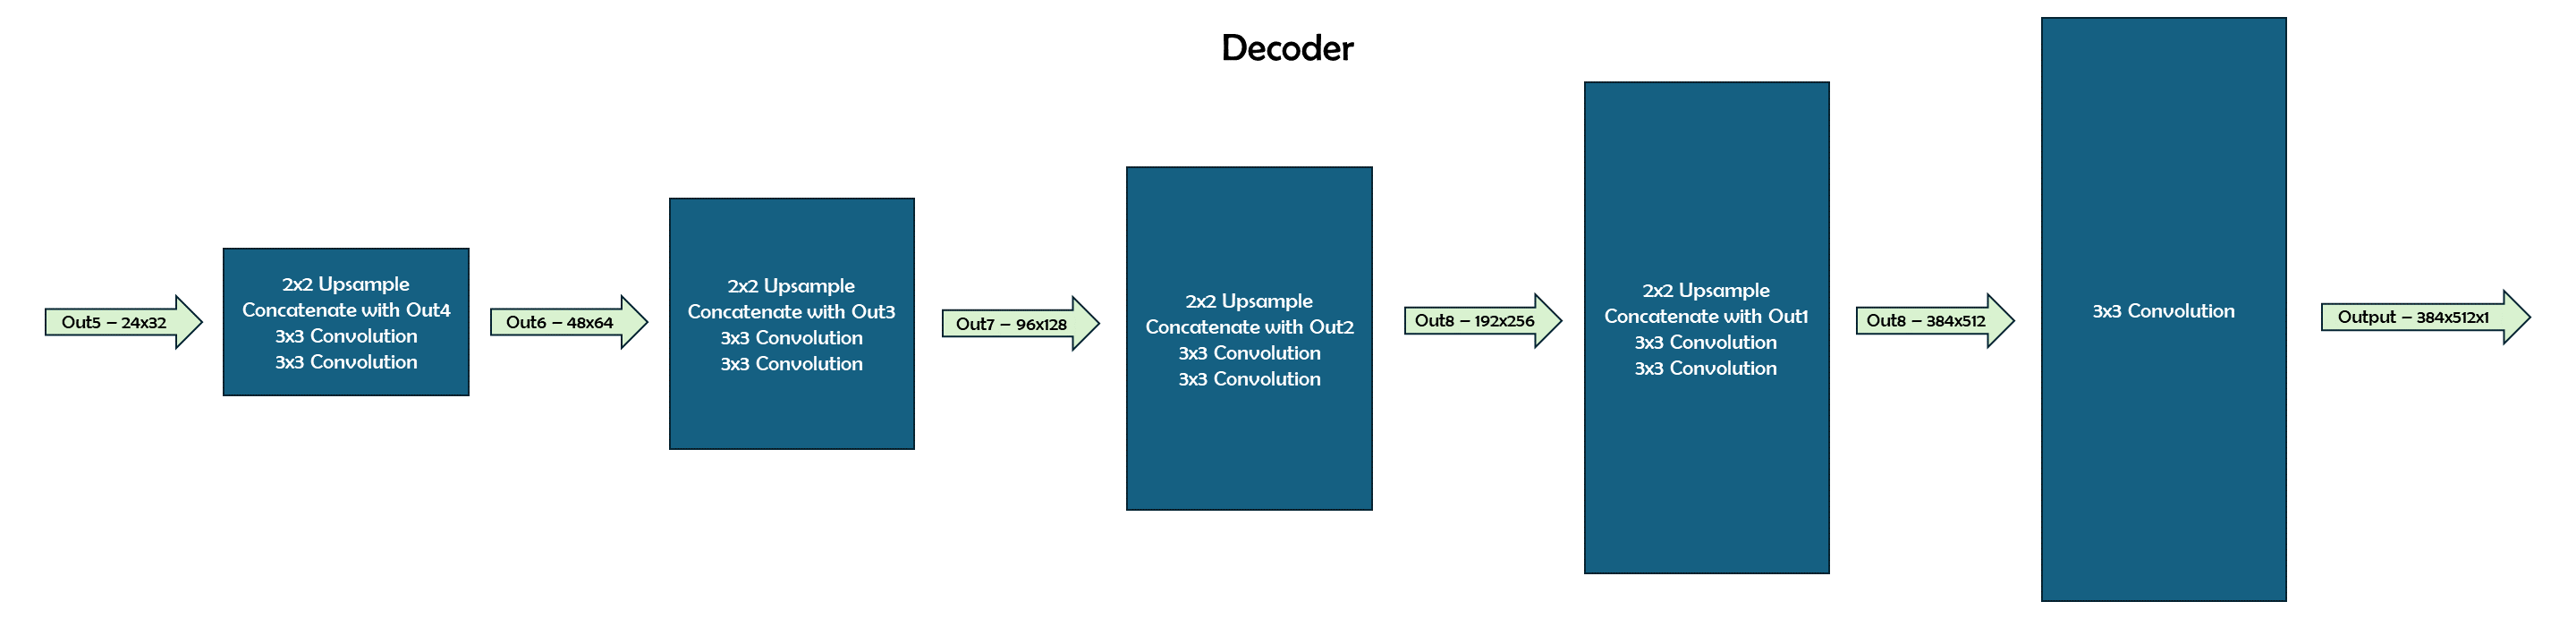 Decoder
Out5 – 24x32
2x2 Upsample
Concatenate with Out4
3x3 Convolution
3x3 Convolution
Out6 – 48x64
2x2 Upsample
Concatenate with Out3
3x3 Convolution
3x3 Convolution
Out7 – 96x128
2x2 Upsample
Concatenate with Out2
3x3 Convolution
3x3 Convolution
Out8 – 192x256
2x2 Upsample
Concatenate with Out1
3x3 Convolution
3x3 Convolution
Out8 – 384x512
3x3 Convolution
Output – 384x512x1